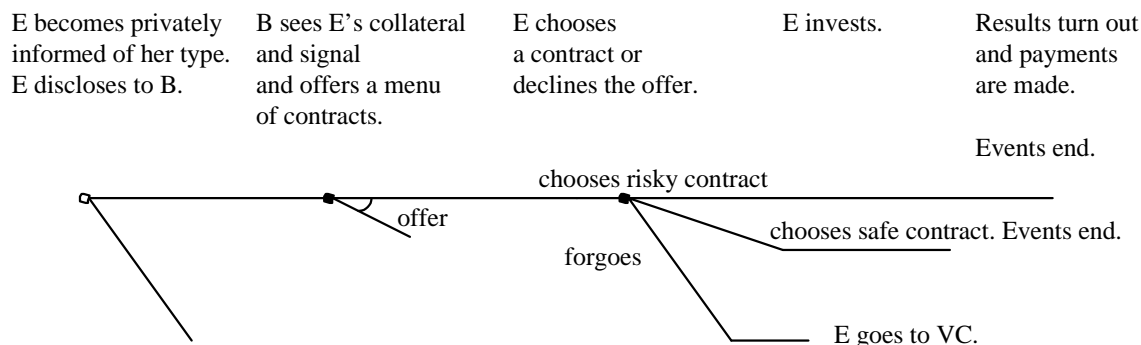 E becomes privately
informed of her type.
E discloses to B.
B sees E's collateral
and signal
and offers a menu
of contracts.
E chooses
a contract or
declines the offer.
E invests.
Results turn out
and payments
are made.
Events end.
chooses risky contract
offer
chooses safe contract. Events end.
forgoes
E goes to VC.